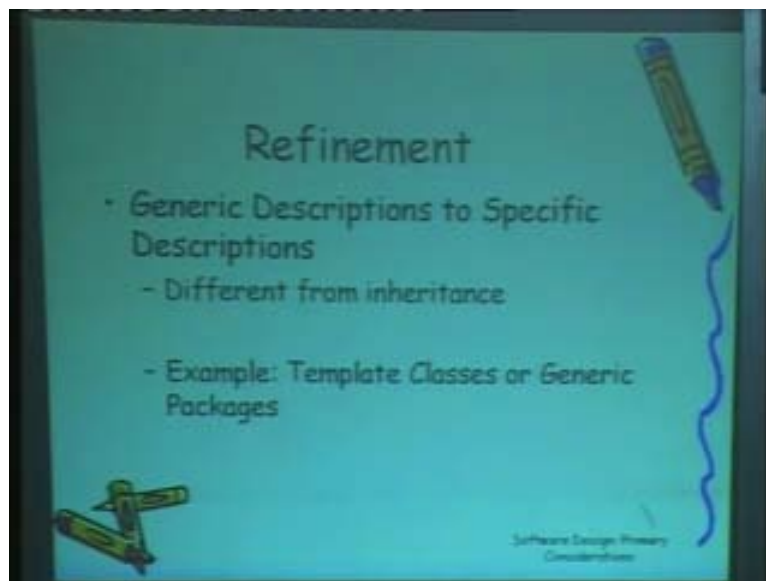 Refinement
• Generic Descriptions to Specific
Descriptions
– Different from inheritance
– Example: Template Classes or Generic
Packages
Software Design Primary
Considerations